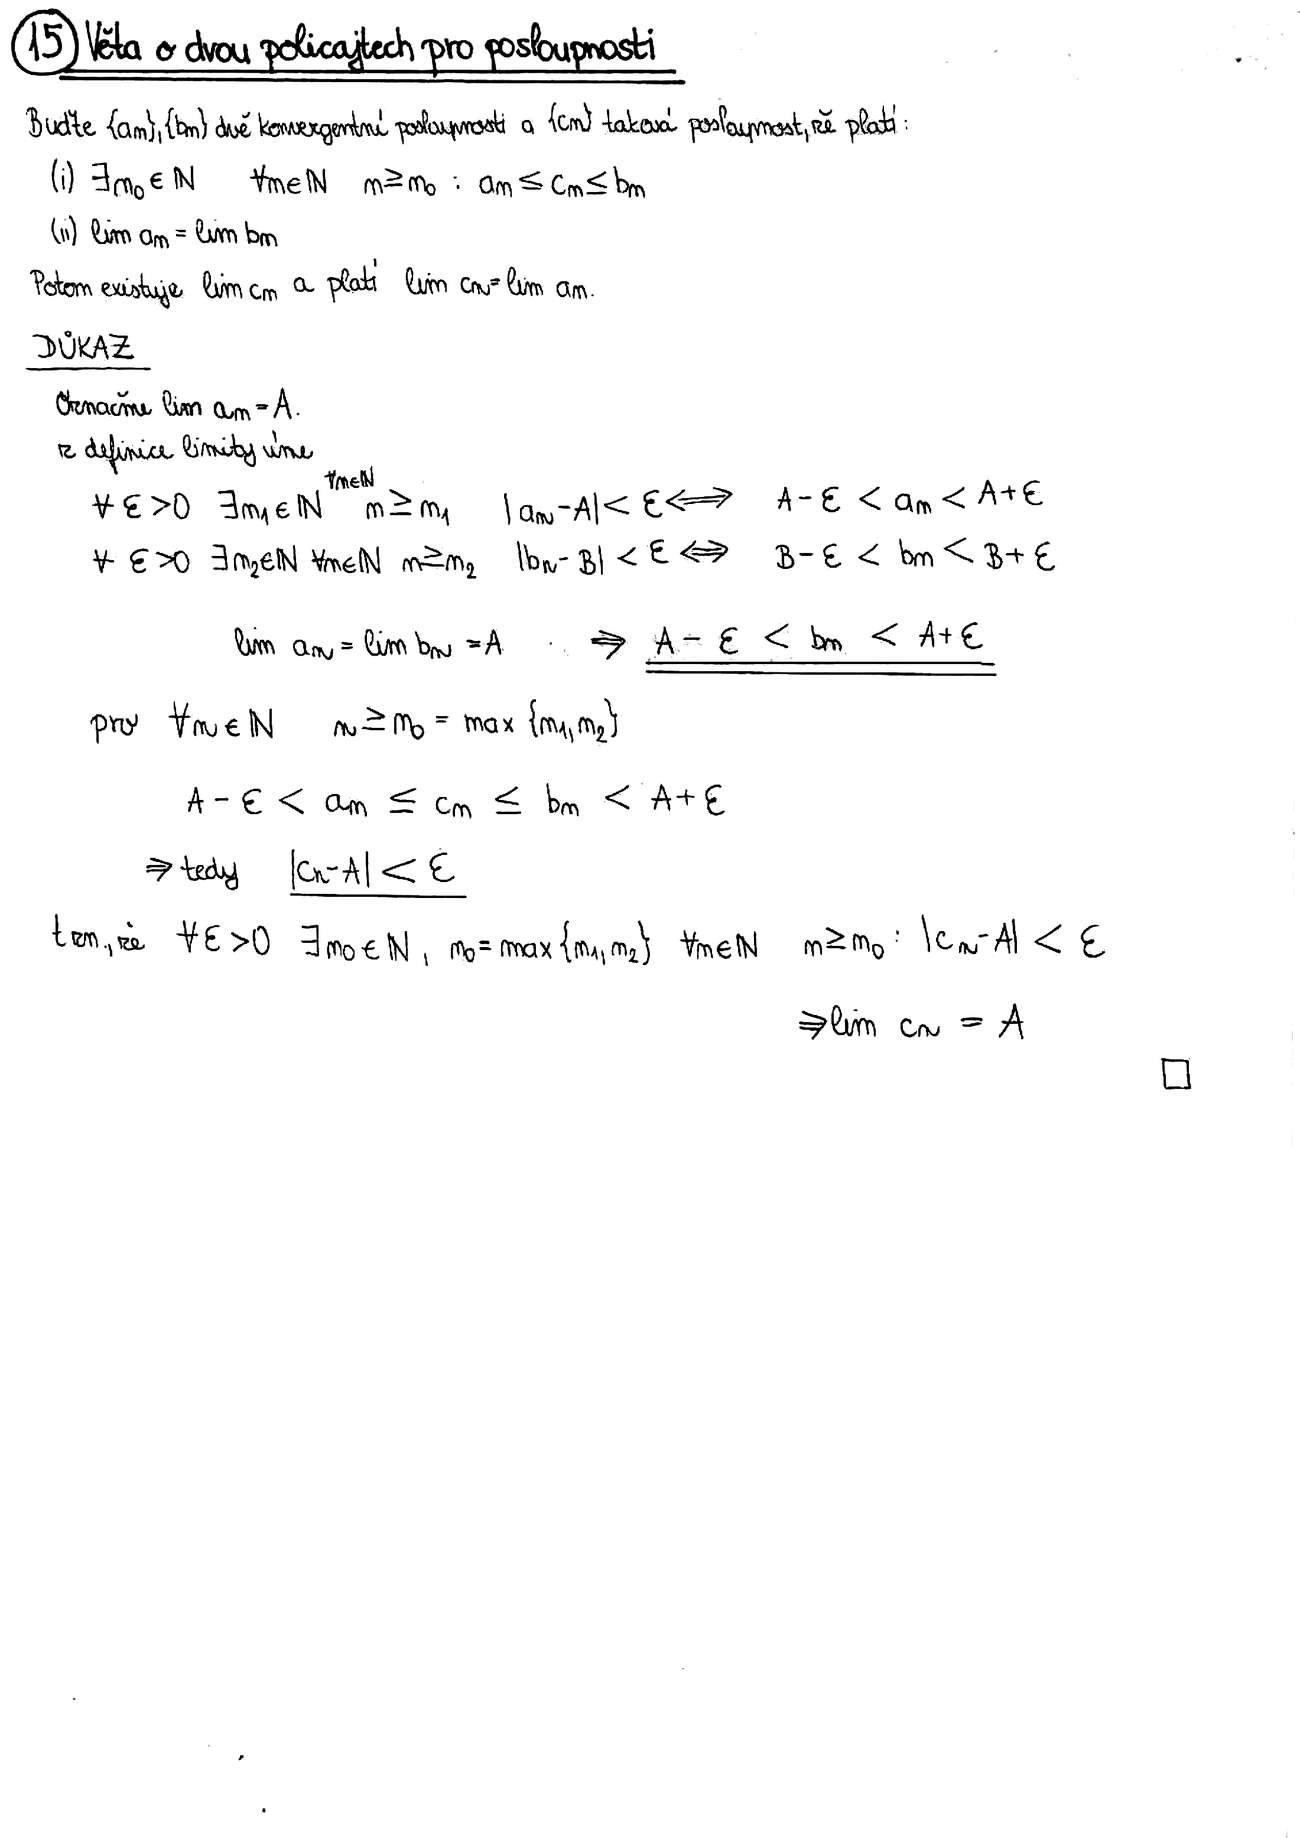 15 Věta o dvou policajtech pro posloupnosti
Buďte {an}, {bn} dvě konvergentní posloupnosti a {cn} taková posloupnost, že platí:
(i) ∃n₀ ∈ ℕ ∀n∈ℕ n≥n₀ : an ≤ cn ≤ bn
(ii) lim an = lim bn
Potom existuje lim cn a platí lim cn = lim an.
DŮKAZ
Označme lim an = A.
z definice limity víme
∀ ε>0 ∃n₁∈ℕ ∀n∈ℕ n≥n₁ |an-A|< ε ⟺ A-ε < an < A+ε
∀ ε>0 ∃n₂∈ℕ ∀n∈ℕ n≥n₂ |bn-B| < ε ⟺ B-ε < bn < B+ε
lim an = lim bn = A ⇒ A-ε < bn < A+ε
pro ∀n∈ℕ n≥n₀ = max {n₁,n₂}
A-ε < an ≤ cn ≤ bn < A+ε
⇒ tedy |cn-A| < ε
tzn., že ∀ε>0 ∃n₀∈ℕ, n₀=max{n₁,n₂} ∀n∈ℕ n≥n₀: |cn-A| < ε
⇒ lim cn = A
□